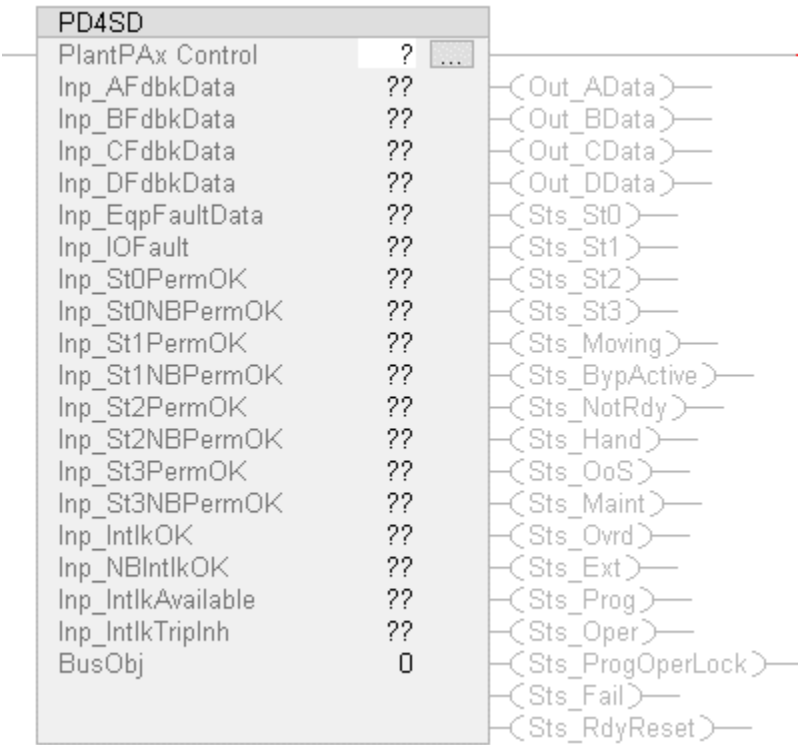 PD4SD
PlantPAx Control ? ...
Inp_AFdbkData ?? Out_AData
Inp_BFdbkData ?? Out_BData
Inp_CFdbkData ?? Out_CData
Inp_DFdbkData ?? Out_DData
Inp_EqpFaultData ?? Sts_St0
Inp_IOFault ?? Sts_St1
Inp_St0PermOK ?? Sts_St2
Inp_St0NBPermOK ?? Sts_St3
Inp_St1PermOK ?? Sts_Moving
Inp_St1NBPermOK ?? Sts_BypActive
Inp_St2PermOK ?? Sts_NotRdy
Inp_St2NBPermOK ?? Sts_Hand
Inp_St3PermOK ?? Sts_OoS
Inp_St3NBPermOK ?? Sts_Maint
Inp_IntlkOK ?? Sts_Ovrd
Inp_NBIntlkOK ?? Sts_Ext
Inp_IntlkAvailable ?? Sts_Prog
Inp_IntlkTripInh ?? Sts_Oper
BusObj 0 Sts_ProgOperLock
Sts_Fail
Sts_RdyReset